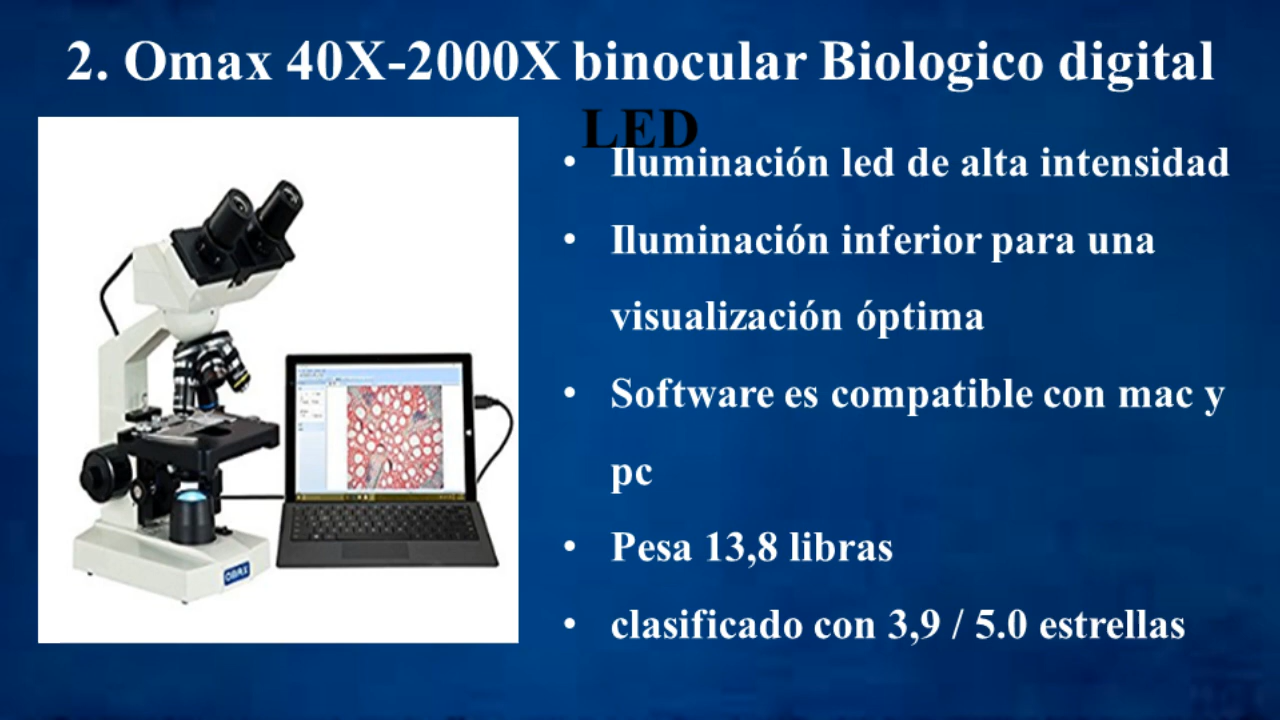 2. Omax 40X-2000X binocular Biologico digital
LED
• Iluminación led de alta intensidad
• Iluminación inferior para una
visualización óptima
• Software es compatible con mac y
pc
• Pesa 13,8 libras
• clasificado con 3,9 / 5.0 estrellas
OMAX